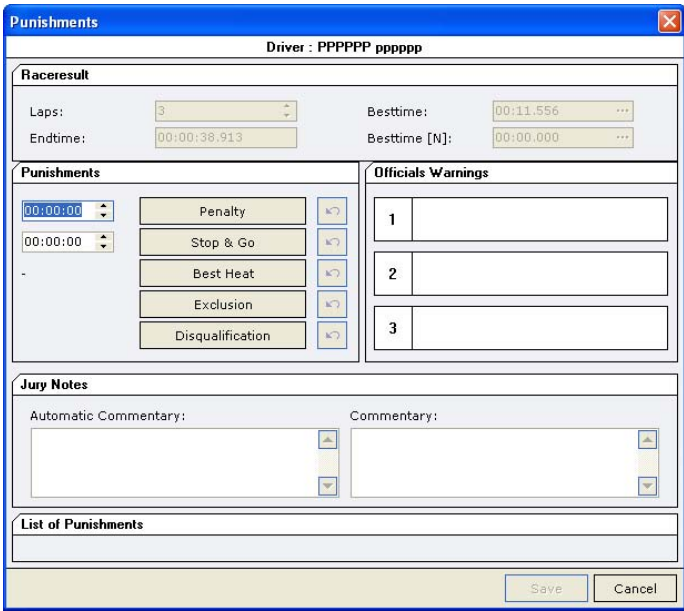 Punishments
Driver : PPPPPP pppppp
Raceresult
Laps: 3 Besttime: 00:11.556 ...
Endtime: 00:00:38.913 Besttime [N]: 00:00.000 ...
Punishments Officials Warnings
00:00:00 Penalty
1
00:00:00 Stop & Go
- Best Heat
2
Exclusion
3
Disqualification
Jury Notes
Automatic Commentary: Commentary:
List of Punishments
Save Cancel